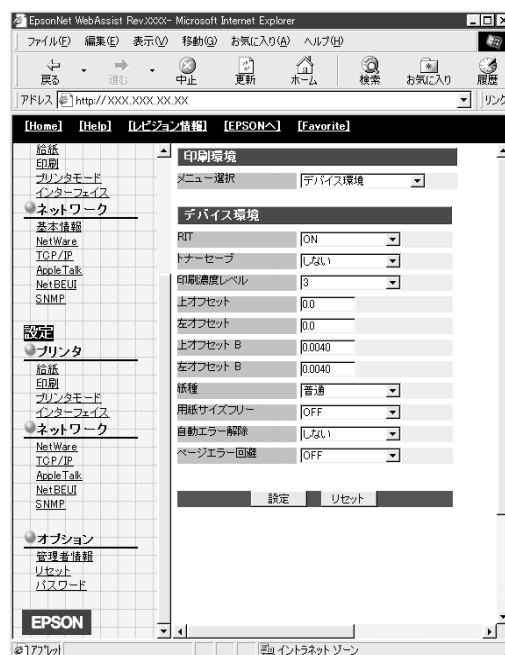 EpsonNet WebAssist Rev.XXXX- Microsoft Internet Explorer
ファイル(F) 編集(E) 表示(V) 移動(G) お気に入り(A) ヘルプ(H)
戻る 進む 中止 更新 ホーム 検索 お気に入り 履歴
アドレス http://XXX.XXX.XX.XX リンク
[Home] [Help] [レビジョン情報] [EPSONへ] [Favorite]
給紙
印刷
プリンタモード
インターフェイス
ネットワーク
基本情報
NetWare
TCP/IP
AppleTalk
NetBEUI
SNMP
設定
プリンタ
給紙
印刷
プリンタモード
インターフェイス
ネットワーク
NetWare
TCP/IP
AppleTalk
NetBEUI
SNMP
オプション
管理者情報
リセット
パスワード
EPSON
印刷環境
メニュー選択 デバイス環境
デバイス環境
RIT ON
トナーセーブ しない
印刷濃度レベル 3
上オフセット 0.0
左オフセット 0.0
上オフセット B 0.0040
左オフセット B 0.0040
紙種 普通
用紙サイズフリー OFF
自動エラー解除 しない
ページエラー回避 OFF
設定 リセット
1アプレット イントラネット ゾーン